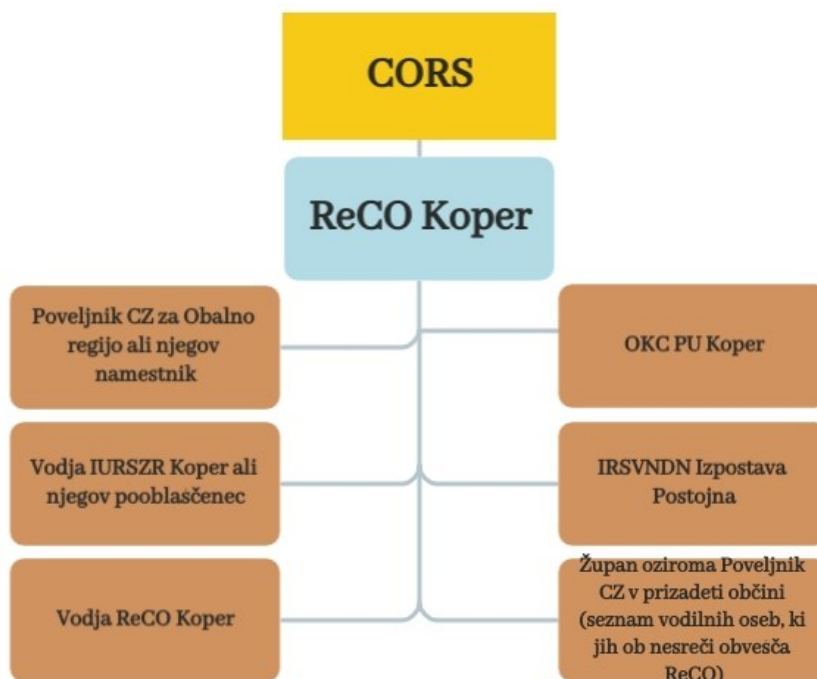 CORS
ReCO Koper
Poveljnik CZ za Obalno
regijo ali njegov
namestnik
OKC PU Koper
Vodja IURSZR Koper ali
njegov pooblaščenec
IRSVNDN Izpostava
Postojna
Vodja ReCO Koper
Župan oziroma Poveljnik
CZ v prizadeti občini
(seznam vodilnih oseb, ki
jih ob nesreči obvešča
ReCO)